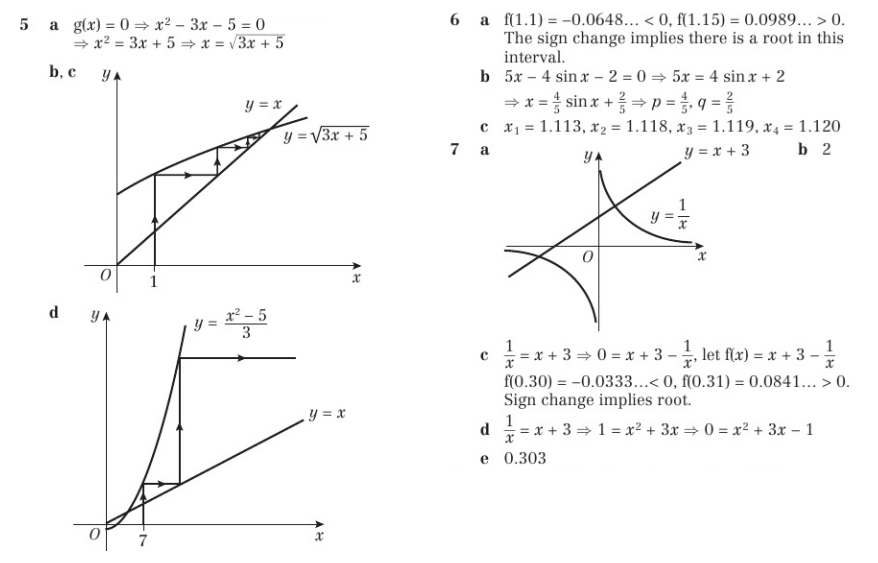 5 a g(x) = 0 ⇒ x² − 3x − 5 = 0
⇒ x² = 3x + 5 ⇒ x = √(3x + 5)
b, c
y
y = x
y = √(3x + 5)
O
1
x
d
y
y = (x² − 5)/3
y = x
O
7
x
6 a f(1.1) = −0.0648... < 0, f(1.15) = 0.0989... > 0.
The sign change implies there is a root in this
interval.
b 5x − 4 sin x − 2 = 0 ⇒ 5x = 4 sin x + 2
⇒ x = 4/5 sin x + 2/5 ⇒ p = 4/5, q = 2/5
c x₁ = 1.113, x₂ = 1.118, x₃ = 1.119, x₄ = 1.120
7 a
y
y = x + 3
b 2
y = 1/x
O
x
c 1/x = x + 3 ⇒ 0 = x + 3 − 1/x, let f(x) = x + 3 − 1/x
f(0.30) = −0.0333...< 0, f(0.31) = 0.0841... > 0.
Sign change implies root.
d 1/x = x + 3 ⇒ 1 = x² + 3x ⇒ 0 = x² + 3x − 1
e 0.303